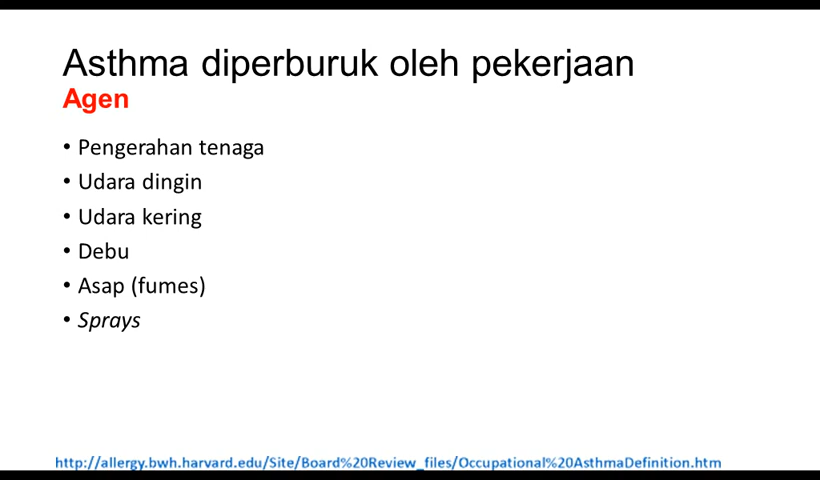 Asthma diperburuk oleh pekerjaan
Agen
• Pengerahan tenaga
• Udara dingin
• Udara kering
• Debu
• Asap (fumes)
• Sprays
http://allergy.bwh.harvard.edu/Site/Board%20Review_files/Occupational%20AsthmaDefinition.htm